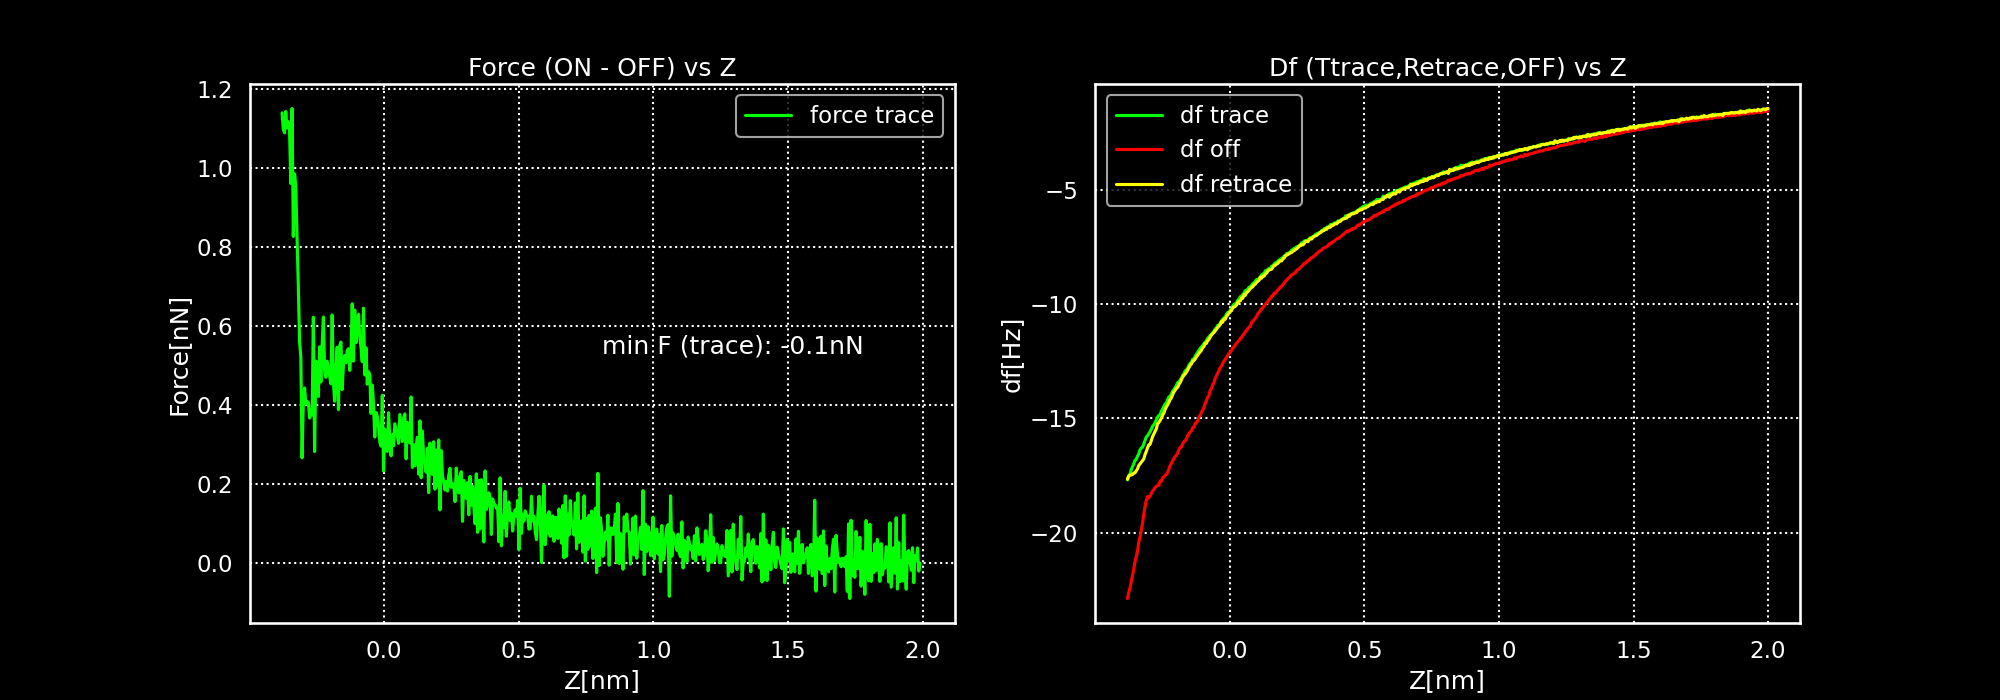 Force (ON - OFF) vs Z
force trace
min F (trace): -0.1nN
Force[nN]
1.2
1.0
0.8
0.6
0.4
0.2
0.0
0.0 0.5 1.0 1.5 2.0
Z[nm]
Df (Ttrace,Retrace,OFF) vs Z
df trace
df off
df retrace
df[Hz]
−5
−10
−15
−20
0.0 0.5 1.0 1.5 2.0
Z[nm]